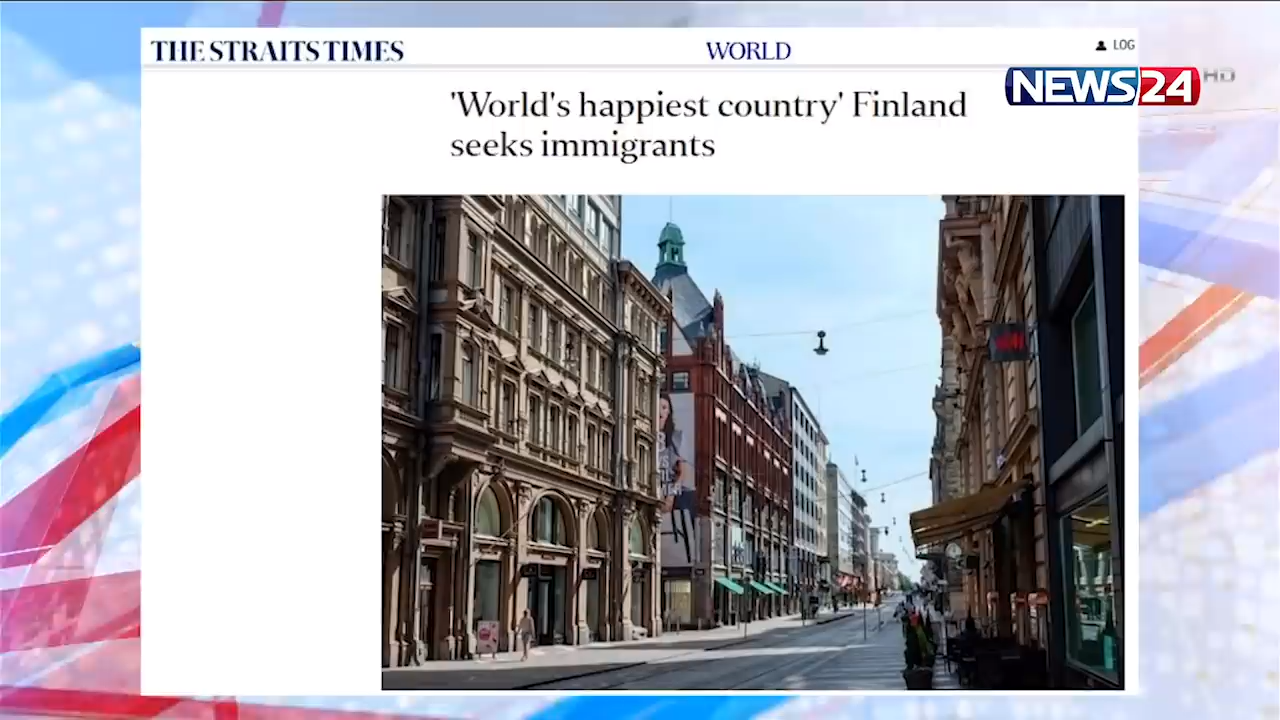 THE STRAITS TIMES
WORLD
LOG
NEWS24 HD
'World's happiest country' Finland
seeks immigrants